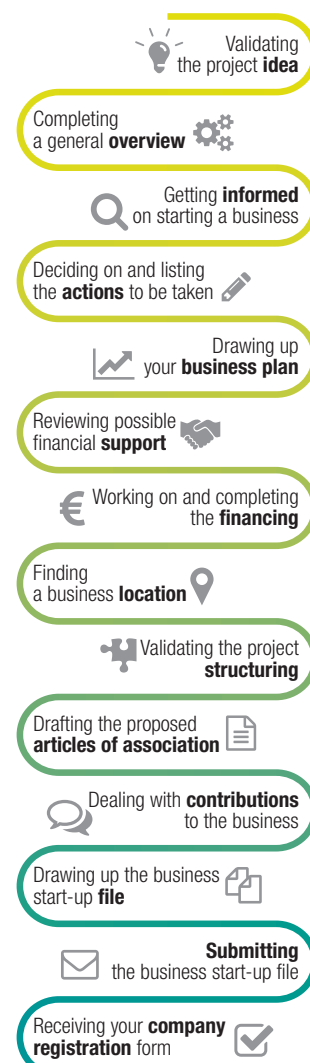 Validating
the project idea
Completing
a general overview
Getting informed
on starting a business
Deciding on and listing
the actions to be taken
Drawing up
your business plan
Reviewing possible
financial support
€ Working on and completing
the financing
Finding
a business location
Validating the project
structuring
Drafting the proposed
articles of association
Dealing with contributions
to the business
Drawing up the business
start-up file
Submitting
the business start-up file
Receiving your company
registration form